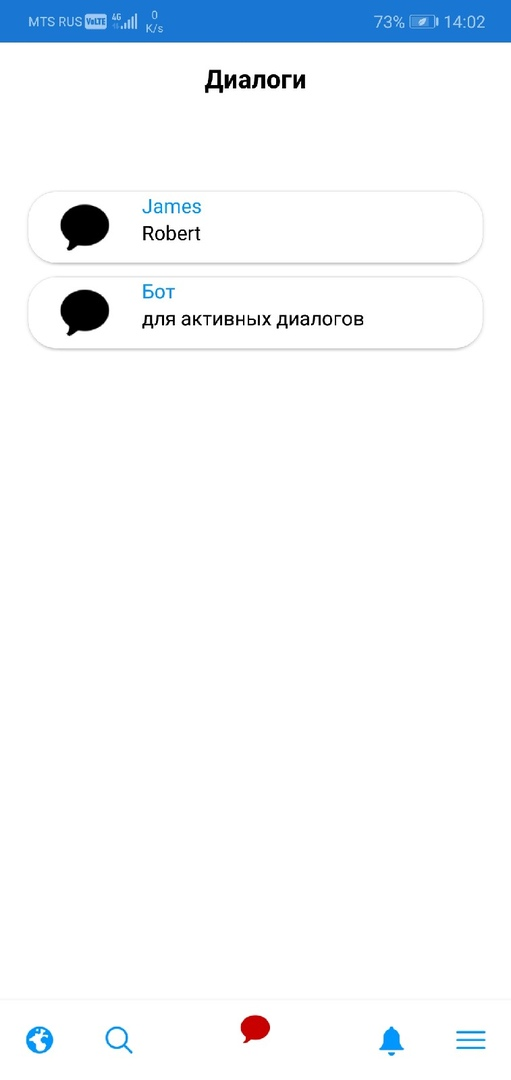 MTS RUS VoLTE 4G 0 K/s 73% 14:02
Диалоги
James
Robert
Бот
для активных диалогов